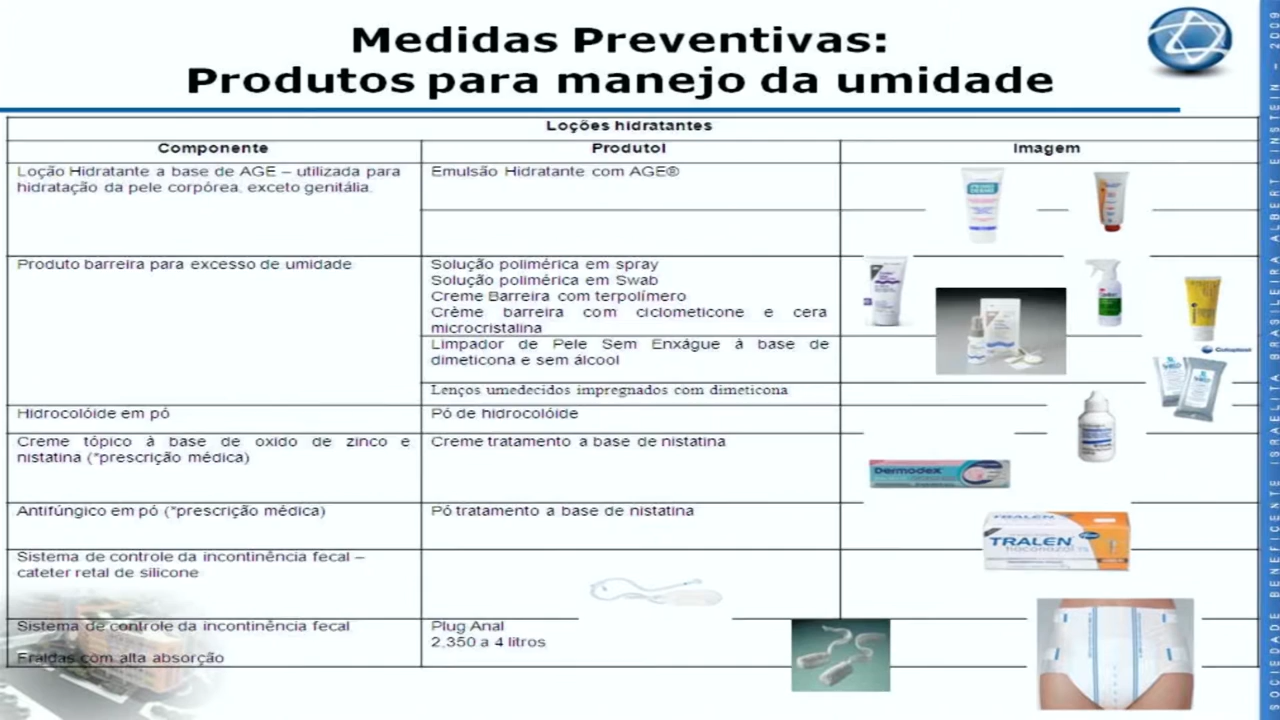 Medidas Preventivas:
Produtos para manejo da umidade
Loções hidratantes
Componente
Produtol
Imagem
Loção Hidratante a base de AGE – utilizada para
hidratação da pele corpórea, exceto genitália.
Emulsão Hidratante com AGE®
Produto barreira para excesso de umidade
Solução polimérica em spray
Solução polimérica em Swab
Creme Barreira com terpolímero
Crème barreira com ciclometicone e cera
microcristalina
Limpador de Pele Sem Enxágue à base de
dimeticona e sem álcool
Lenços umedecidos impregnados com dimeticona
Coloplast
Hidrocolóide em pó
Pó de hidrocolóide
Creme tópico à base de oxido de zinco e
nistatina (*prescrição médica)
Creme tratamento a base de nistatina
Dermodex
Antifúngico em pó (*prescrição médica)
Pó tratamento a base de nistatina
TRALEN
TRALEN
tioconazol 1%
Sistema de controle da incontinência fecal –
cateter retal de silicone
Sistema de controle da incontinência fecal
Plug Anal
2,350 a 4 litros
Fraldas com alta absorção
SOCIEDADE BENEFICENTE ISRAELITA BRASILEIRA ALBERT EINSTEIN - 2009